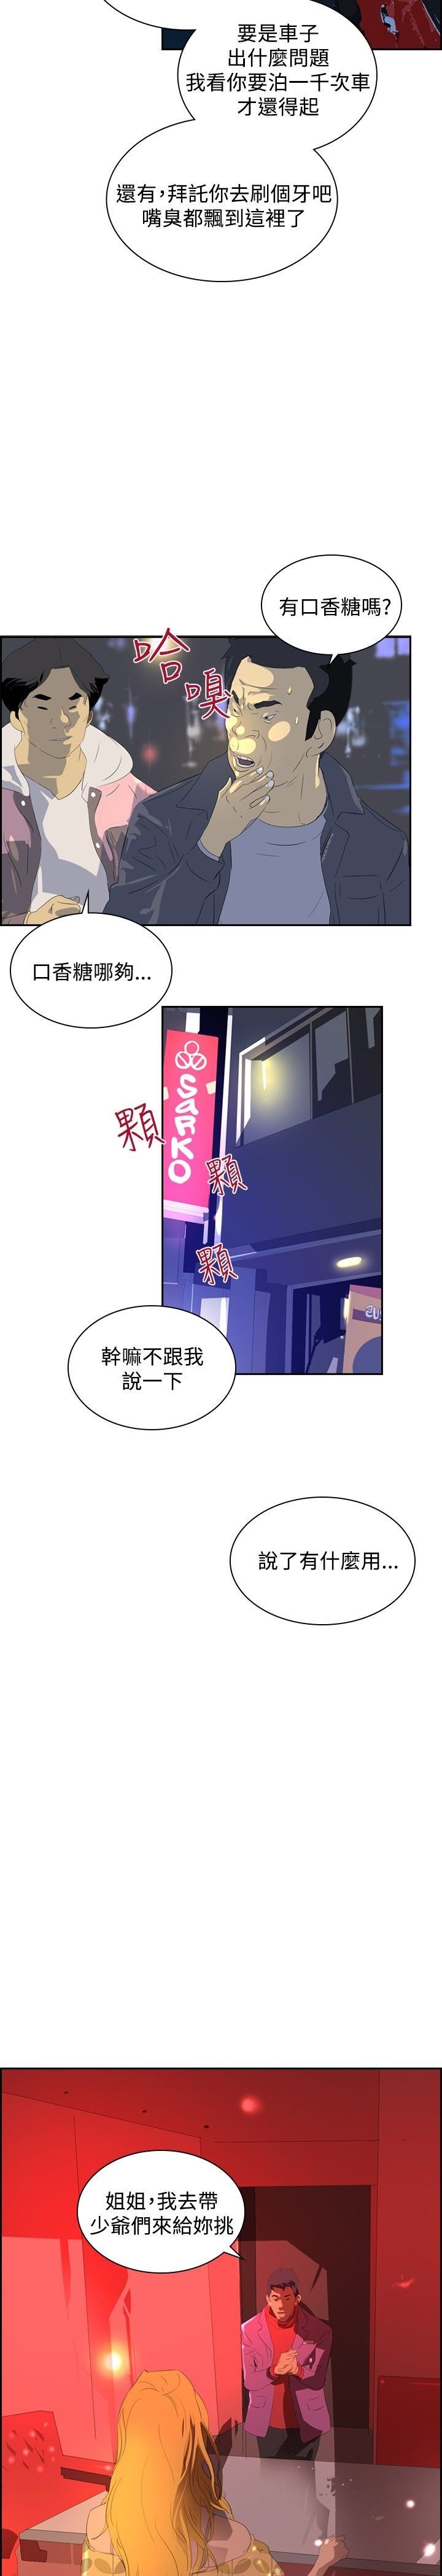 要是車子
出什麼問題
我看你要泊一千次車
才還得起
還有，拜託你去刷個牙吧
嘴臭都飄到這裡了
有口香糖嗎?
哈
嗅
口香糖哪夠...
SARKO
顆
顆
顆
幹嘛不跟我
說一下
說了有什麼用...
姐姐，我去帶
少爺們來給妳挑